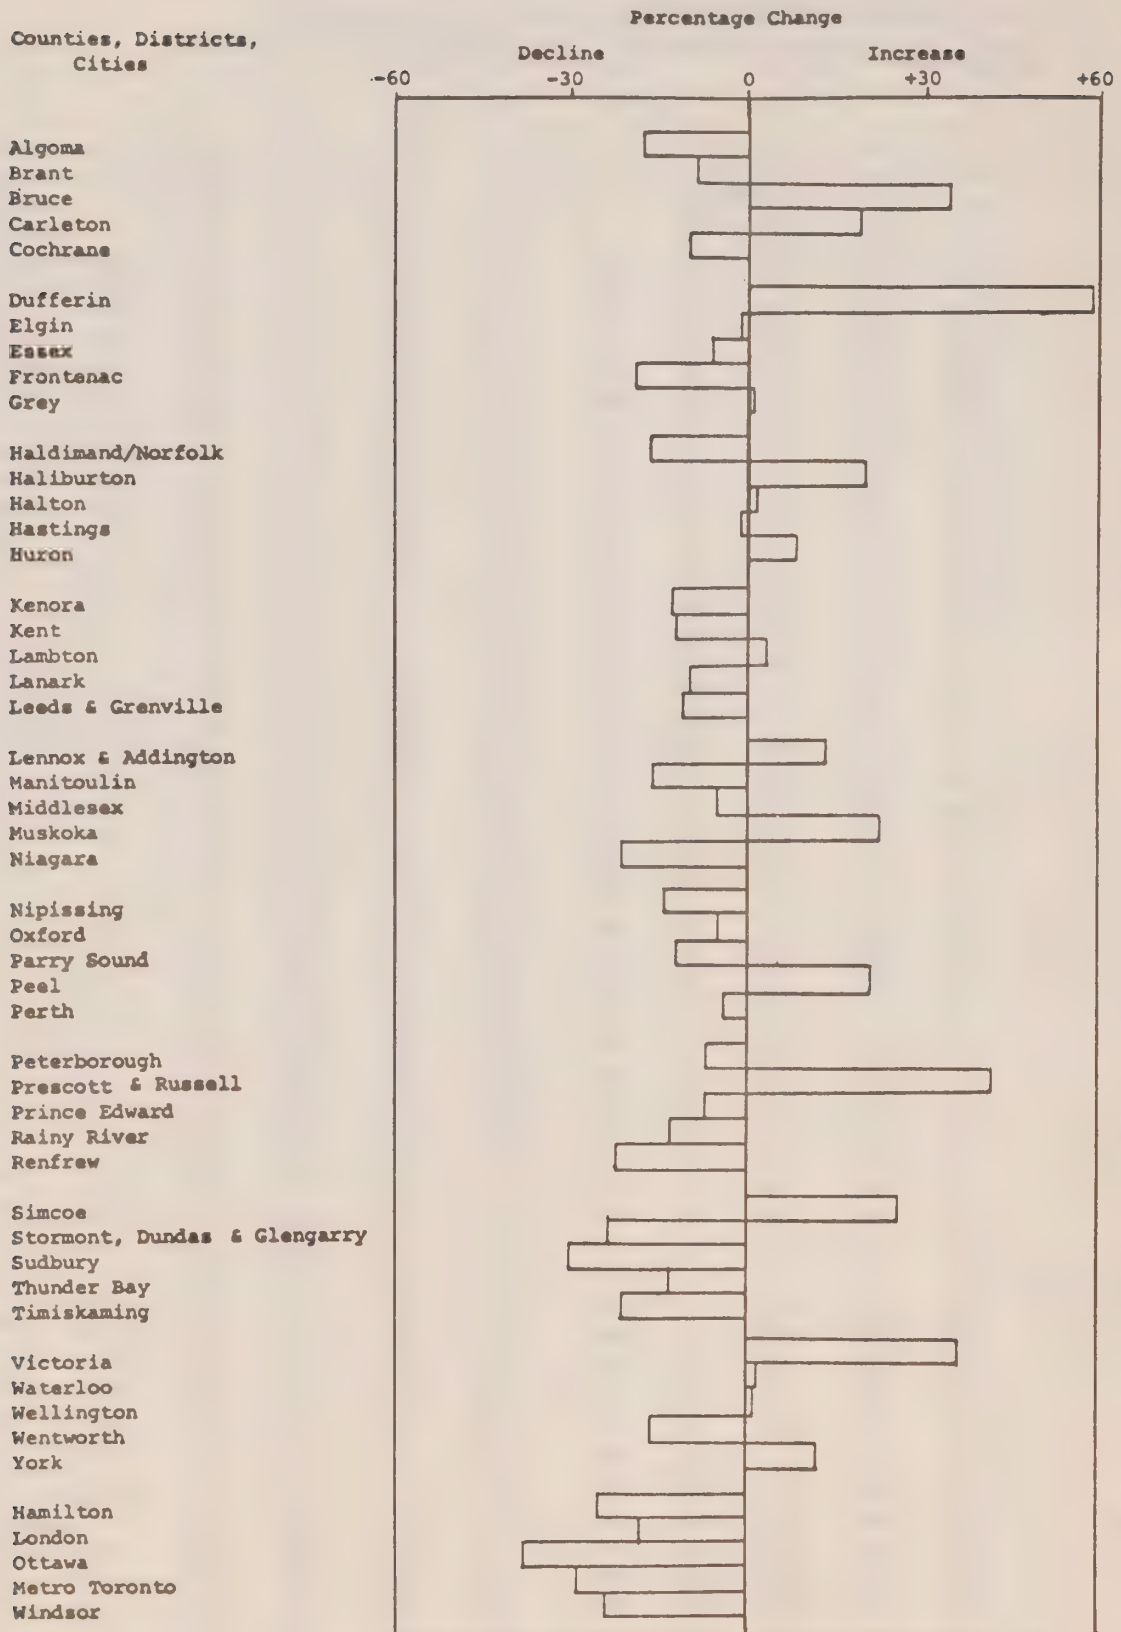 Percentage Change
Counties, Districts,
Cities
Decline Increase
-60 -30 0 +30 +60
Algoma
Brant
Bruce
Carleton
Cochrane
Dufferin
Elgin
Essex
Frontenac
Grey
Haldimand/Norfolk
Haliburton
Halton
Hastings
Huron
Kenora
Kent
Lambton
Lanark
Leeds & Grenville
Lennox & Addington
Manitoulin
Middlesex
Muskoka
Niagara
Nipissing
Oxford
Parry Sound
Peel
Perth
Peterborough
Prescott & Russell
Prince Edward
Rainy River
Renfrew
Simcoe
Stormont, Dundas & Glengarry
Sudbury
Thunder Bay
Timiskaming
Victoria
Waterloo
Wellington
Wentworth
York
Hamilton
London
Ottawa
Metro Toronto
Windsor